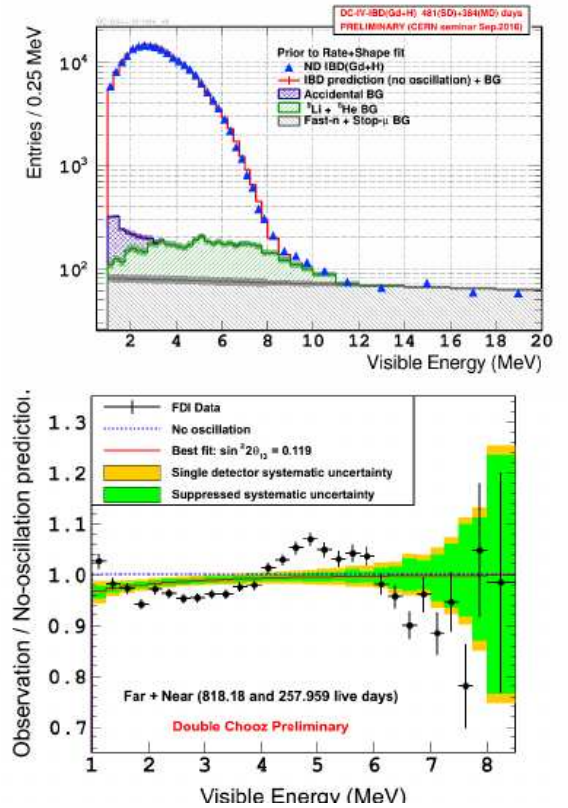 DC-IV-IBD(Gd+H) 481(SD)+384(MD) days
PRELIMINARY (CERN seminar Sep.2016)
Prior to Rate+Shape fit
ND IBD(Gd+H)
IBD prediction (no oscillation) + BG
Accidental BG
⁹Li + ⁸He BG
Fast-n + Stop-μ BG
Entries / 0.25 MeV
10⁴
10³
10²
2 4 6 8 10 12 14 16 18 20
Visible Energy (MeV)
FDI Data
No oscillation
Best fit: sin²2θ₁₃ = 0.119
Single detector systematic uncertainty
Suppressed systematic uncertainty
Observation / No-oscillation prediction
1.3
1.2
1.1
1.0
0.9
0.8
0.7
Far + Near (818.18 and 257.959 live days)
Double Chooz Preliminary
1 2 3 4 5 6 7 8
Visible Energy (MeV)